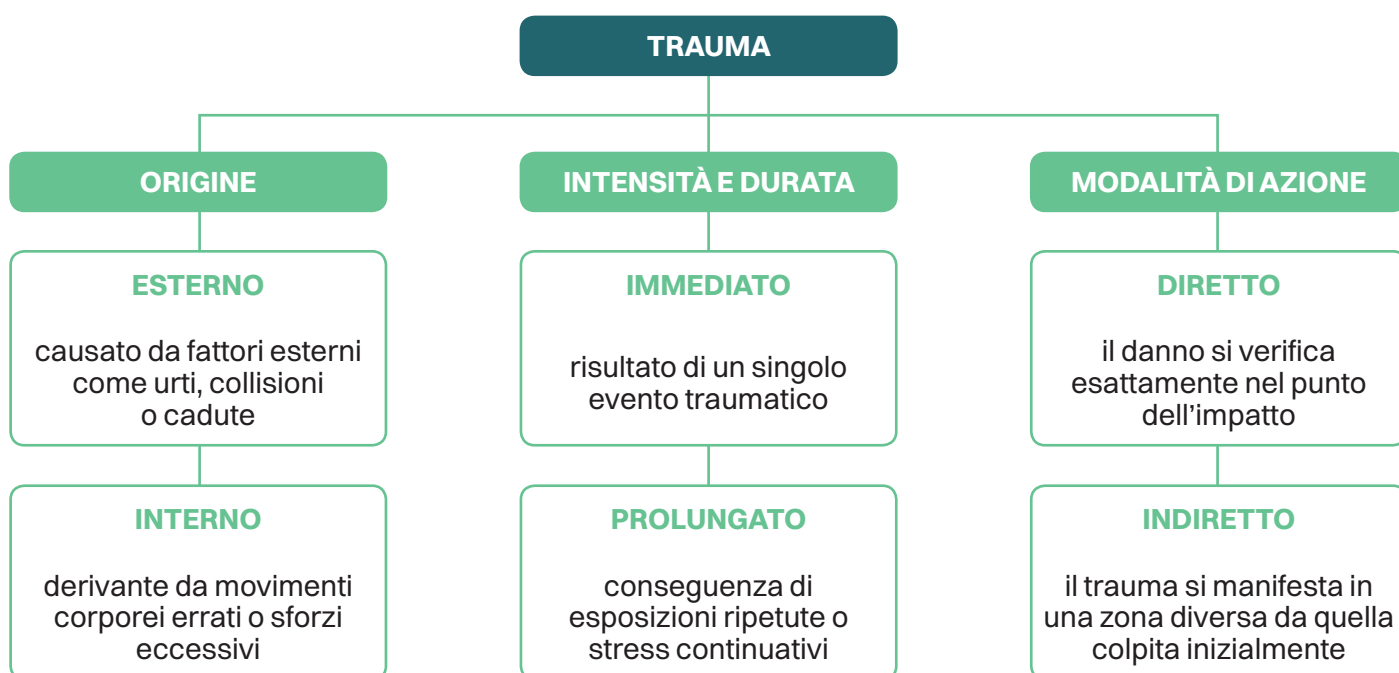 TRAUMA
ORIGINE
ESTERNO
causato da fattori esterni
come urti, collisioni
o cadute
INTERNO
derivante da movimenti
corporei errati o sforzi
eccessivi
INTENSITÀ E DURATA
IMMEDIATO
risultato di un singolo
evento traumatico
PROLUNGATO
conseguenza di
esposizioni ripetute o
stress continuativi
MODALITÀ DI AZIONE
DIRETTO
il danno si verifica
esattamente nel punto
dell’impatto
INDIRETTO
il trauma si manifesta in
una zona diversa da quella
colpita inizialmente